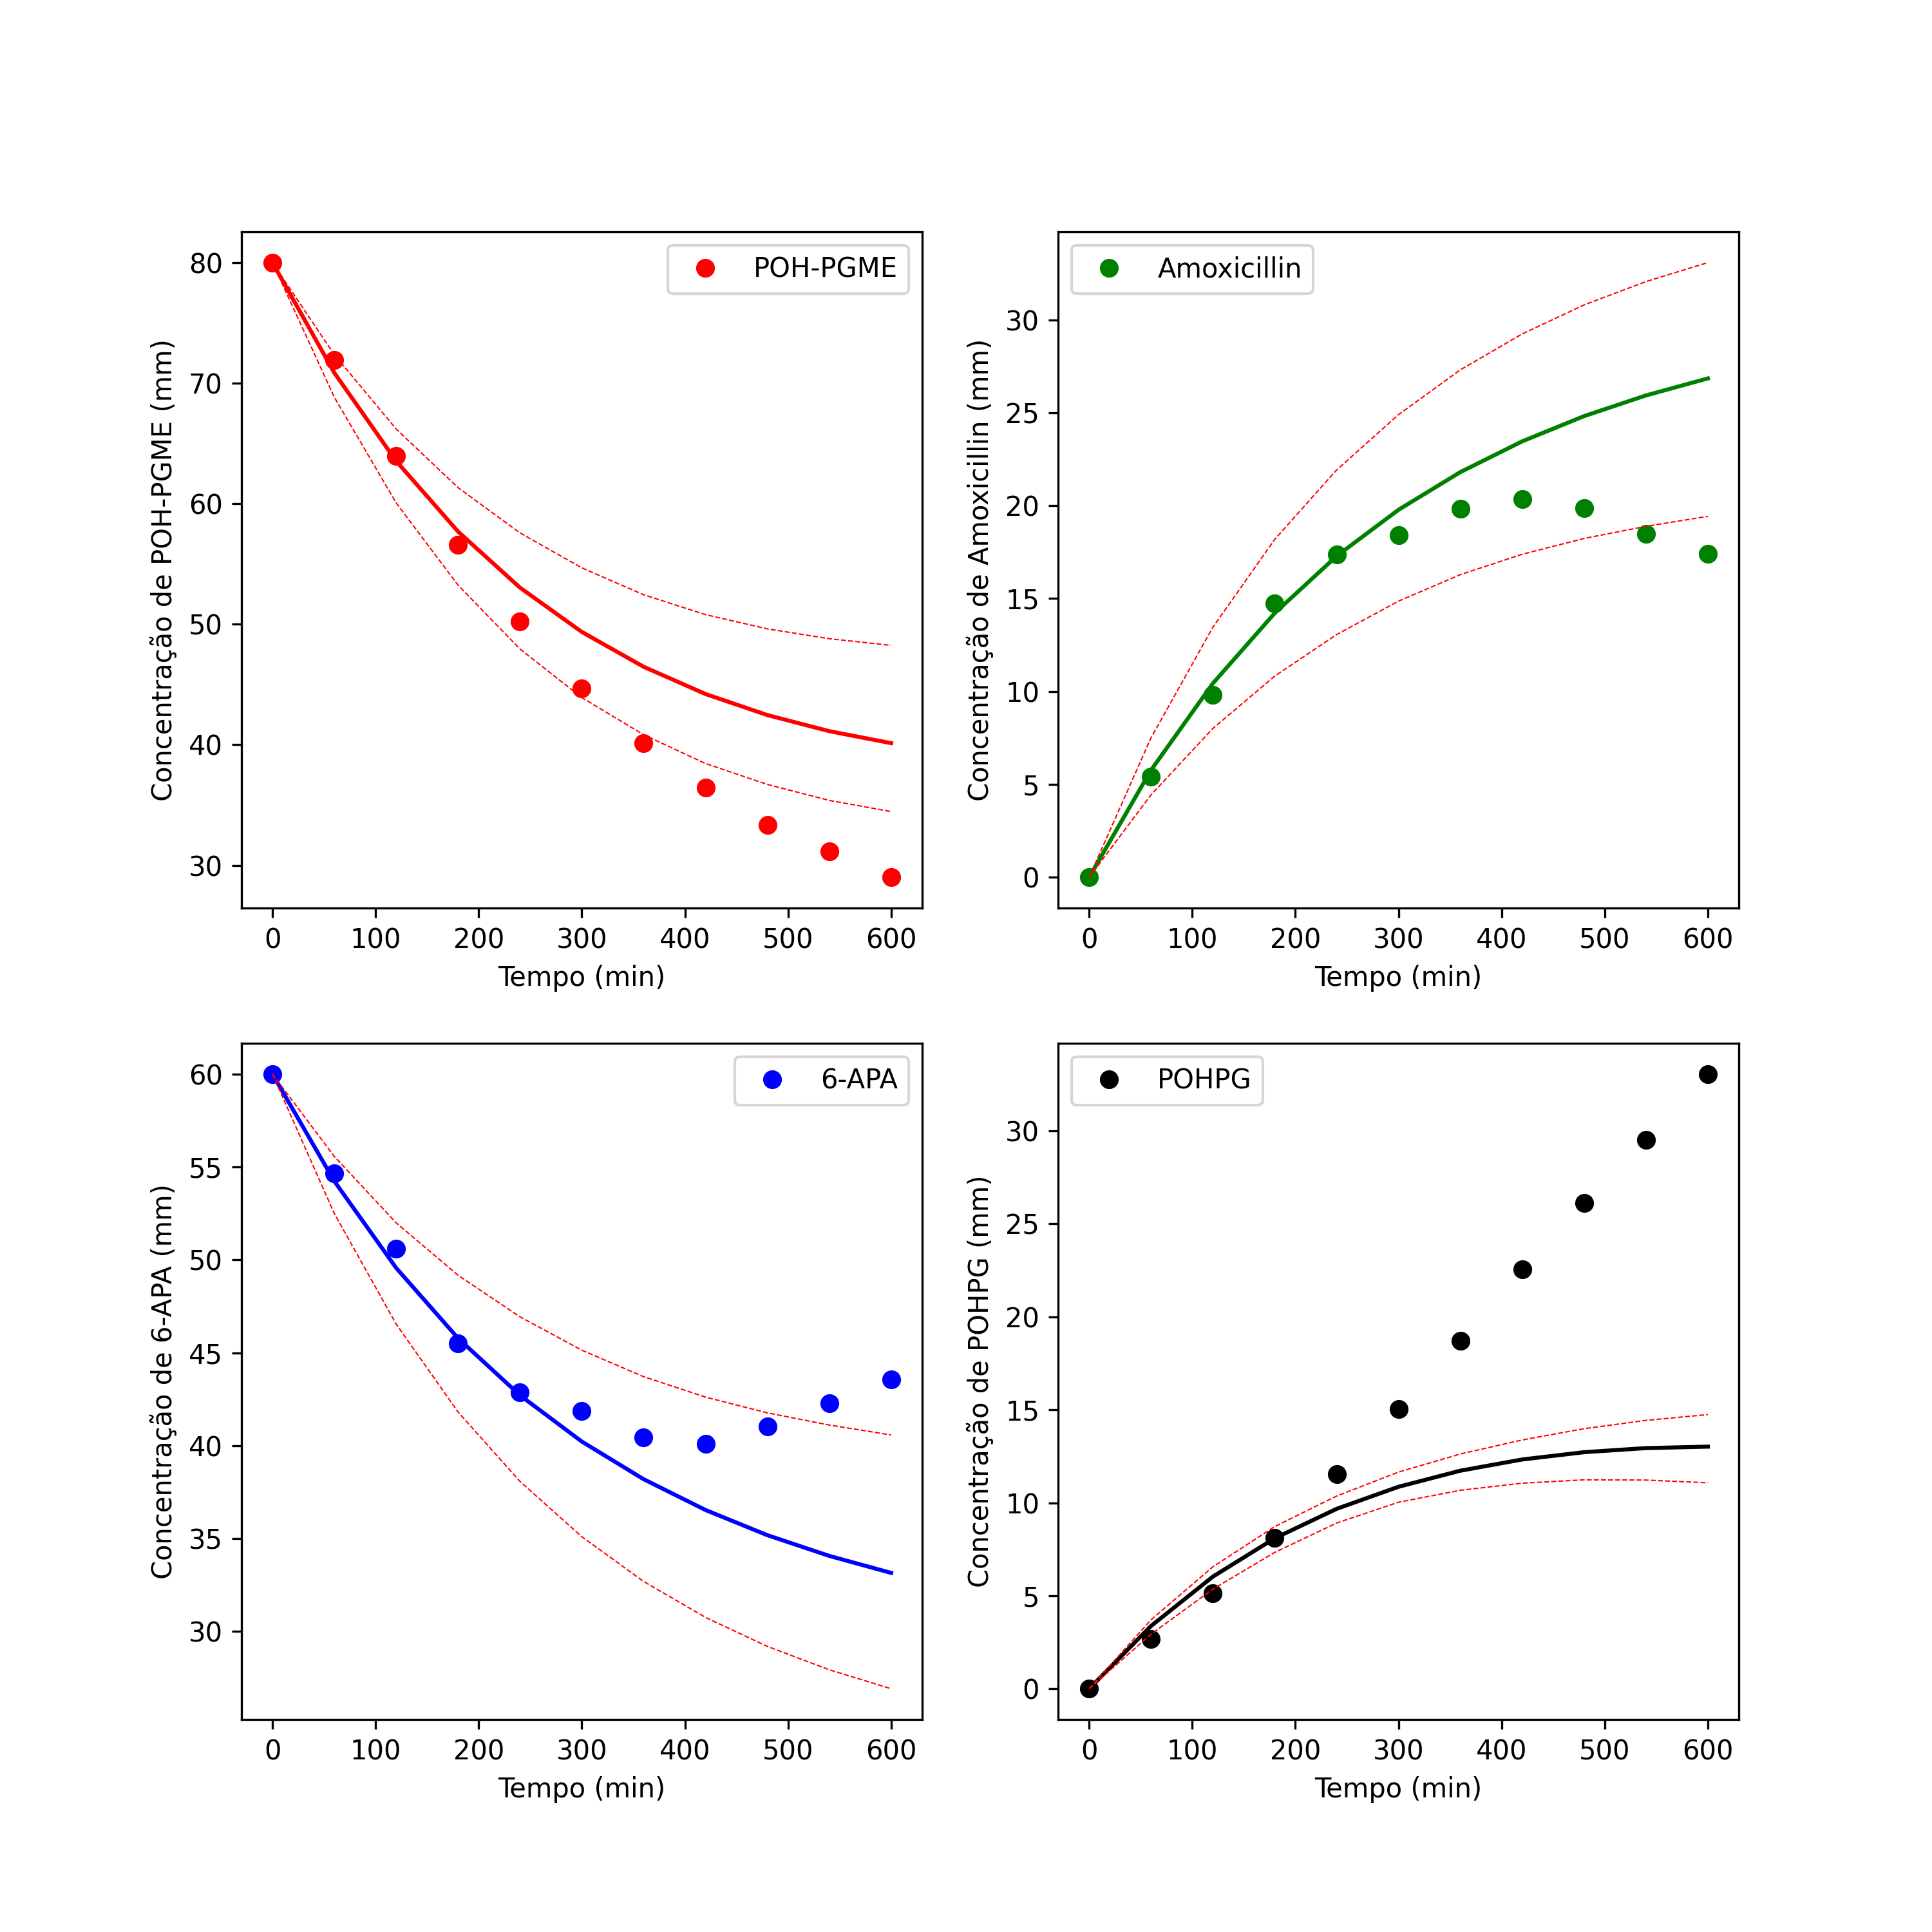 POH-PGME
Concentração de POH-PGME (mm)
80
70
60
50
40
30
0 100 200 300 400 500 600
Tempo (min)
Amoxicillin
Concentração de Amoxicillin (mm)
30
25
20
15
10
5
0
0 100 200 300 400 500 600
Tempo (min)
6-APA
Concentração de 6-APA (mm)
60
55
50
45
40
35
30
0 100 200 300 400 500 600
Tempo (min)
POHPG
Concentração de POHPG (mm)
30
25
20
15
10
5
0
0 100 200 300 400 500 600
Tempo (min)